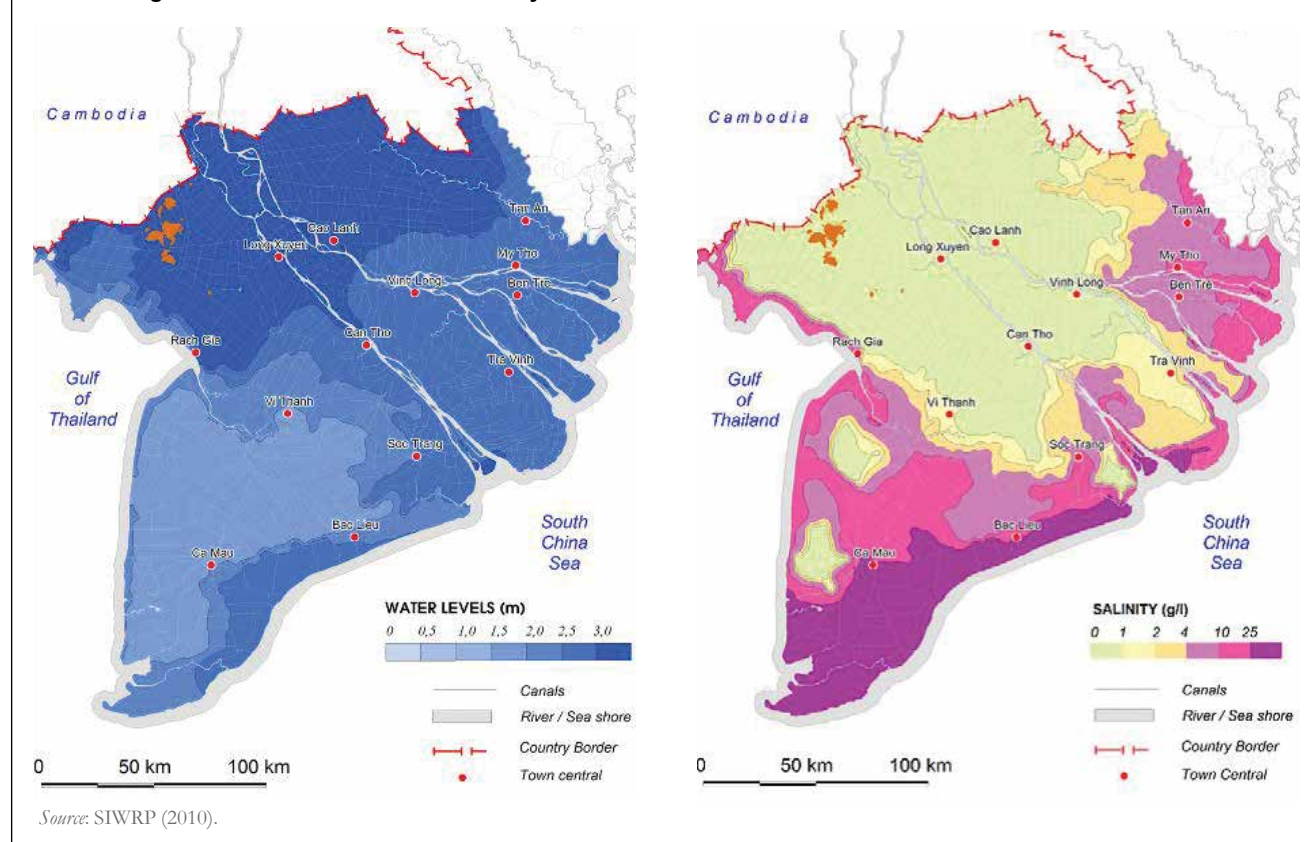 Cambodia
Tan An
Cao Lanh
Long Xuyen
My Tho
Vinh Long
Ben Tre
Can Tho
Rach Gia
Tra Vinh
Gulf
of
Thailand
Vi Thanh
Soc Trang
Bac Lieu
Ca Mau
South
China
Sea
WATER LEVELS (m)
0 0,5 1,0 1,5 2,0 2,5 3,0
Canals
River / Sea shore
Country Border
Town central
0 50 km 100 km
Source: SIWRP (2010).
Cambodia
Tan An
Cao Lanh
Long Xuyen
My Tho
Vinh Long
Ben Tre
Can Tho
Rach Gia
Tra Vinh
Gulf
of
Thailand
Vi Thanh
Soc Trang
Bac Lieu
Ca Mau
South
China
Sea
SALINITY (g/l)
0 1 2 4 10 25
Canals
River / Sea shore
Country Border
Town Central
0 50 km 100 km